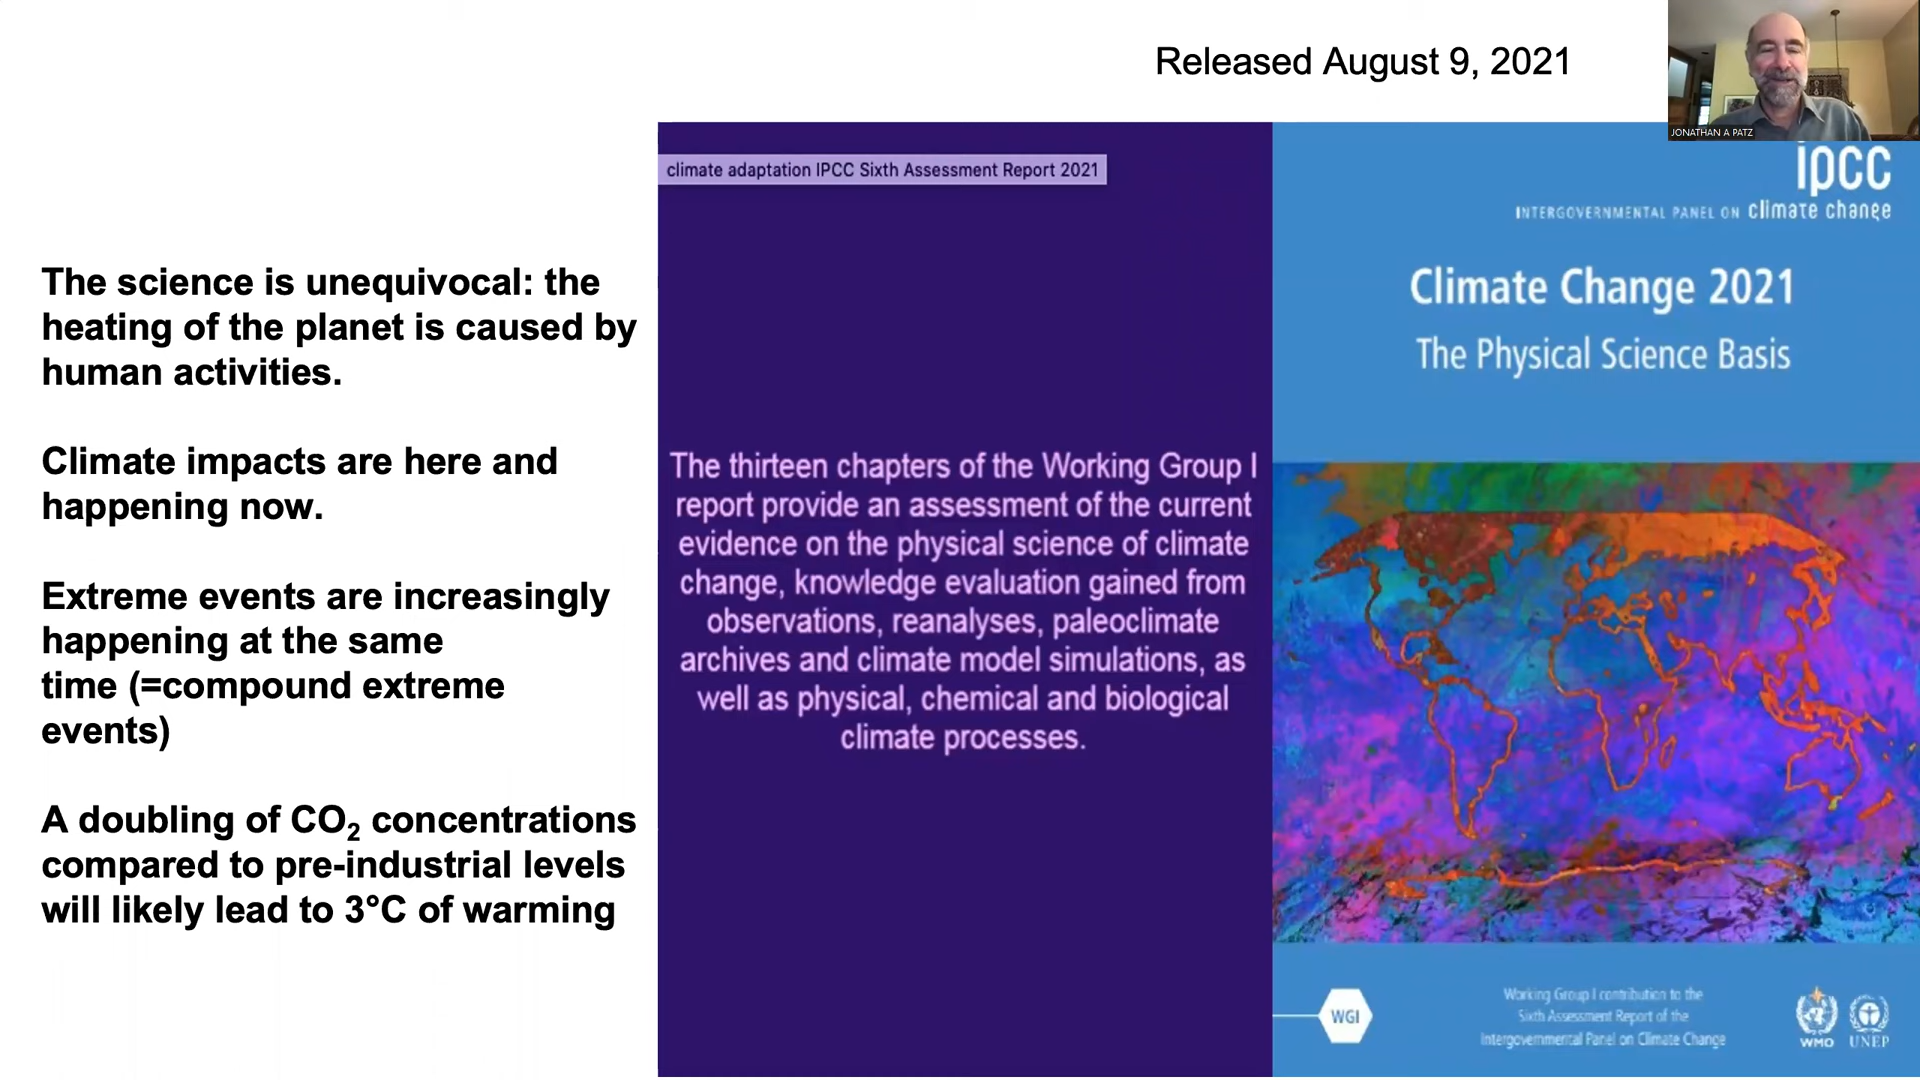 Released August 9, 2021
JONATHAN A PATZ
The science is unequivocal: the
heating of the planet is caused by
human activities.
Climate impacts are here and
happening now.
Extreme events are increasingly
happening at the same
time (=compound extreme
events)
A doubling of CO₂ concentrations
compared to pre-industrial levels
will likely lead to 3°C of warming
climate adaptation IPCC Sixth Assessment Report 2021
The thirteen chapters of the Working Group I
report provide an assessment of the current
evidence on the physical science of climate
change, knowledge evaluation gained from
observations, reanalyses, paleoclimate
archives and climate model simulations, as
well as physical, chemical and biological
climate processes.
ipcc
INTERGOVERNMENTAL PANEL ON climate change
Climate Change 2021
The Physical Science Basis
WGI
Working Group I contribution to the
Sixth Assessment Report of the
Intergovernmental Panel on Climate Change
WMO
UNEP